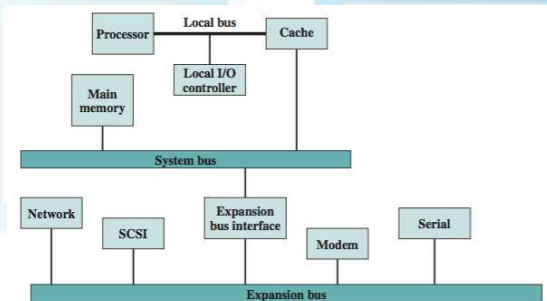 Local bus
Processor
Cache
Local I/O
controller
Main
memory
System bus
Network
SCSI
Expansion
bus interface
Modem
Serial
Expansion bus